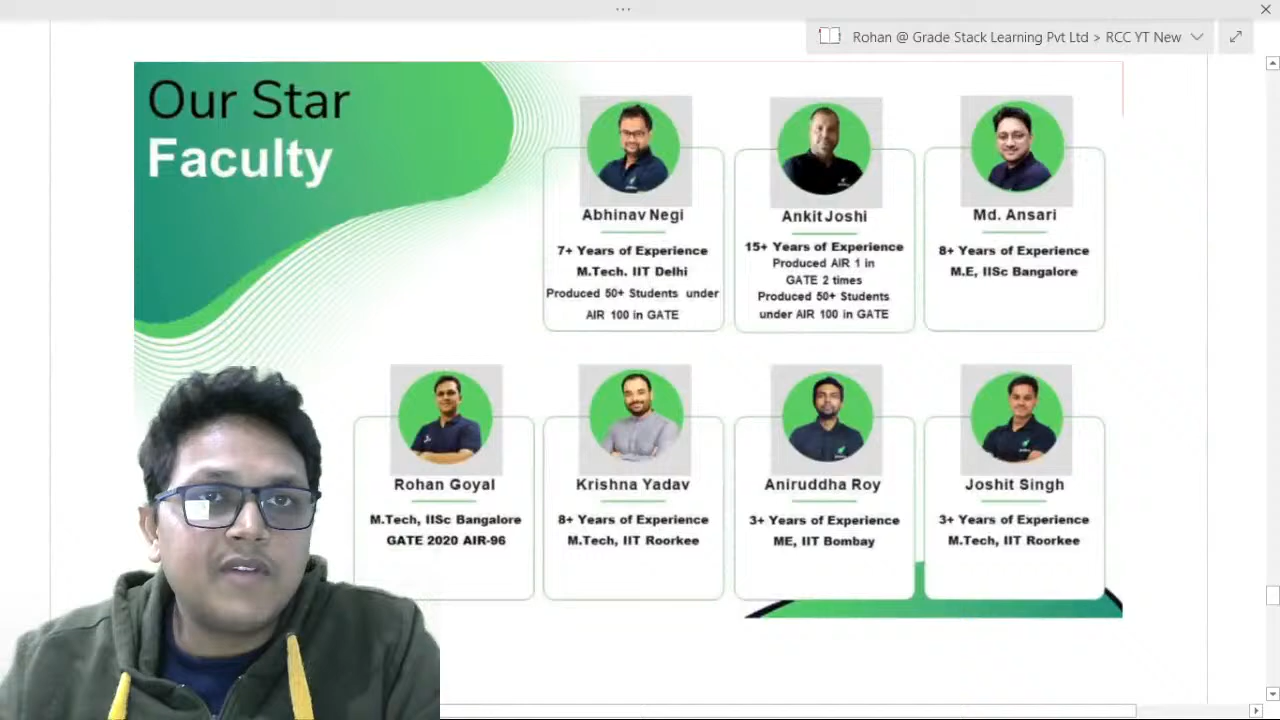 Rohan @ Grade Stack Learning Pvt Ltd > RCC YT New
Our Star
Faculty
Abhinav Negi
7+ Years of Experience
M.Tech. IIT Delhi
Produced 50+ Students under
AIR 100 in GATE
Ankit Joshi
15+ Years of Experience
Produced AIR 1 in
GATE 2 times
Produced 50+ Students
under AIR 100 in GATE
Md. Ansari
8+ Years of Experience
M.E, IISc Bangalore
Rohan Goyal
M.Tech, IISc Bangalore
GATE 2020 AIR-96
Krishna Yadav
8+ Years of Experience
M.Tech, IIT Roorkee
Aniruddha Roy
3+ Years of Experience
ME, IIT Bombay
Joshit Singh
3+ Years of Experience
M.Tech, IIT Roorkee